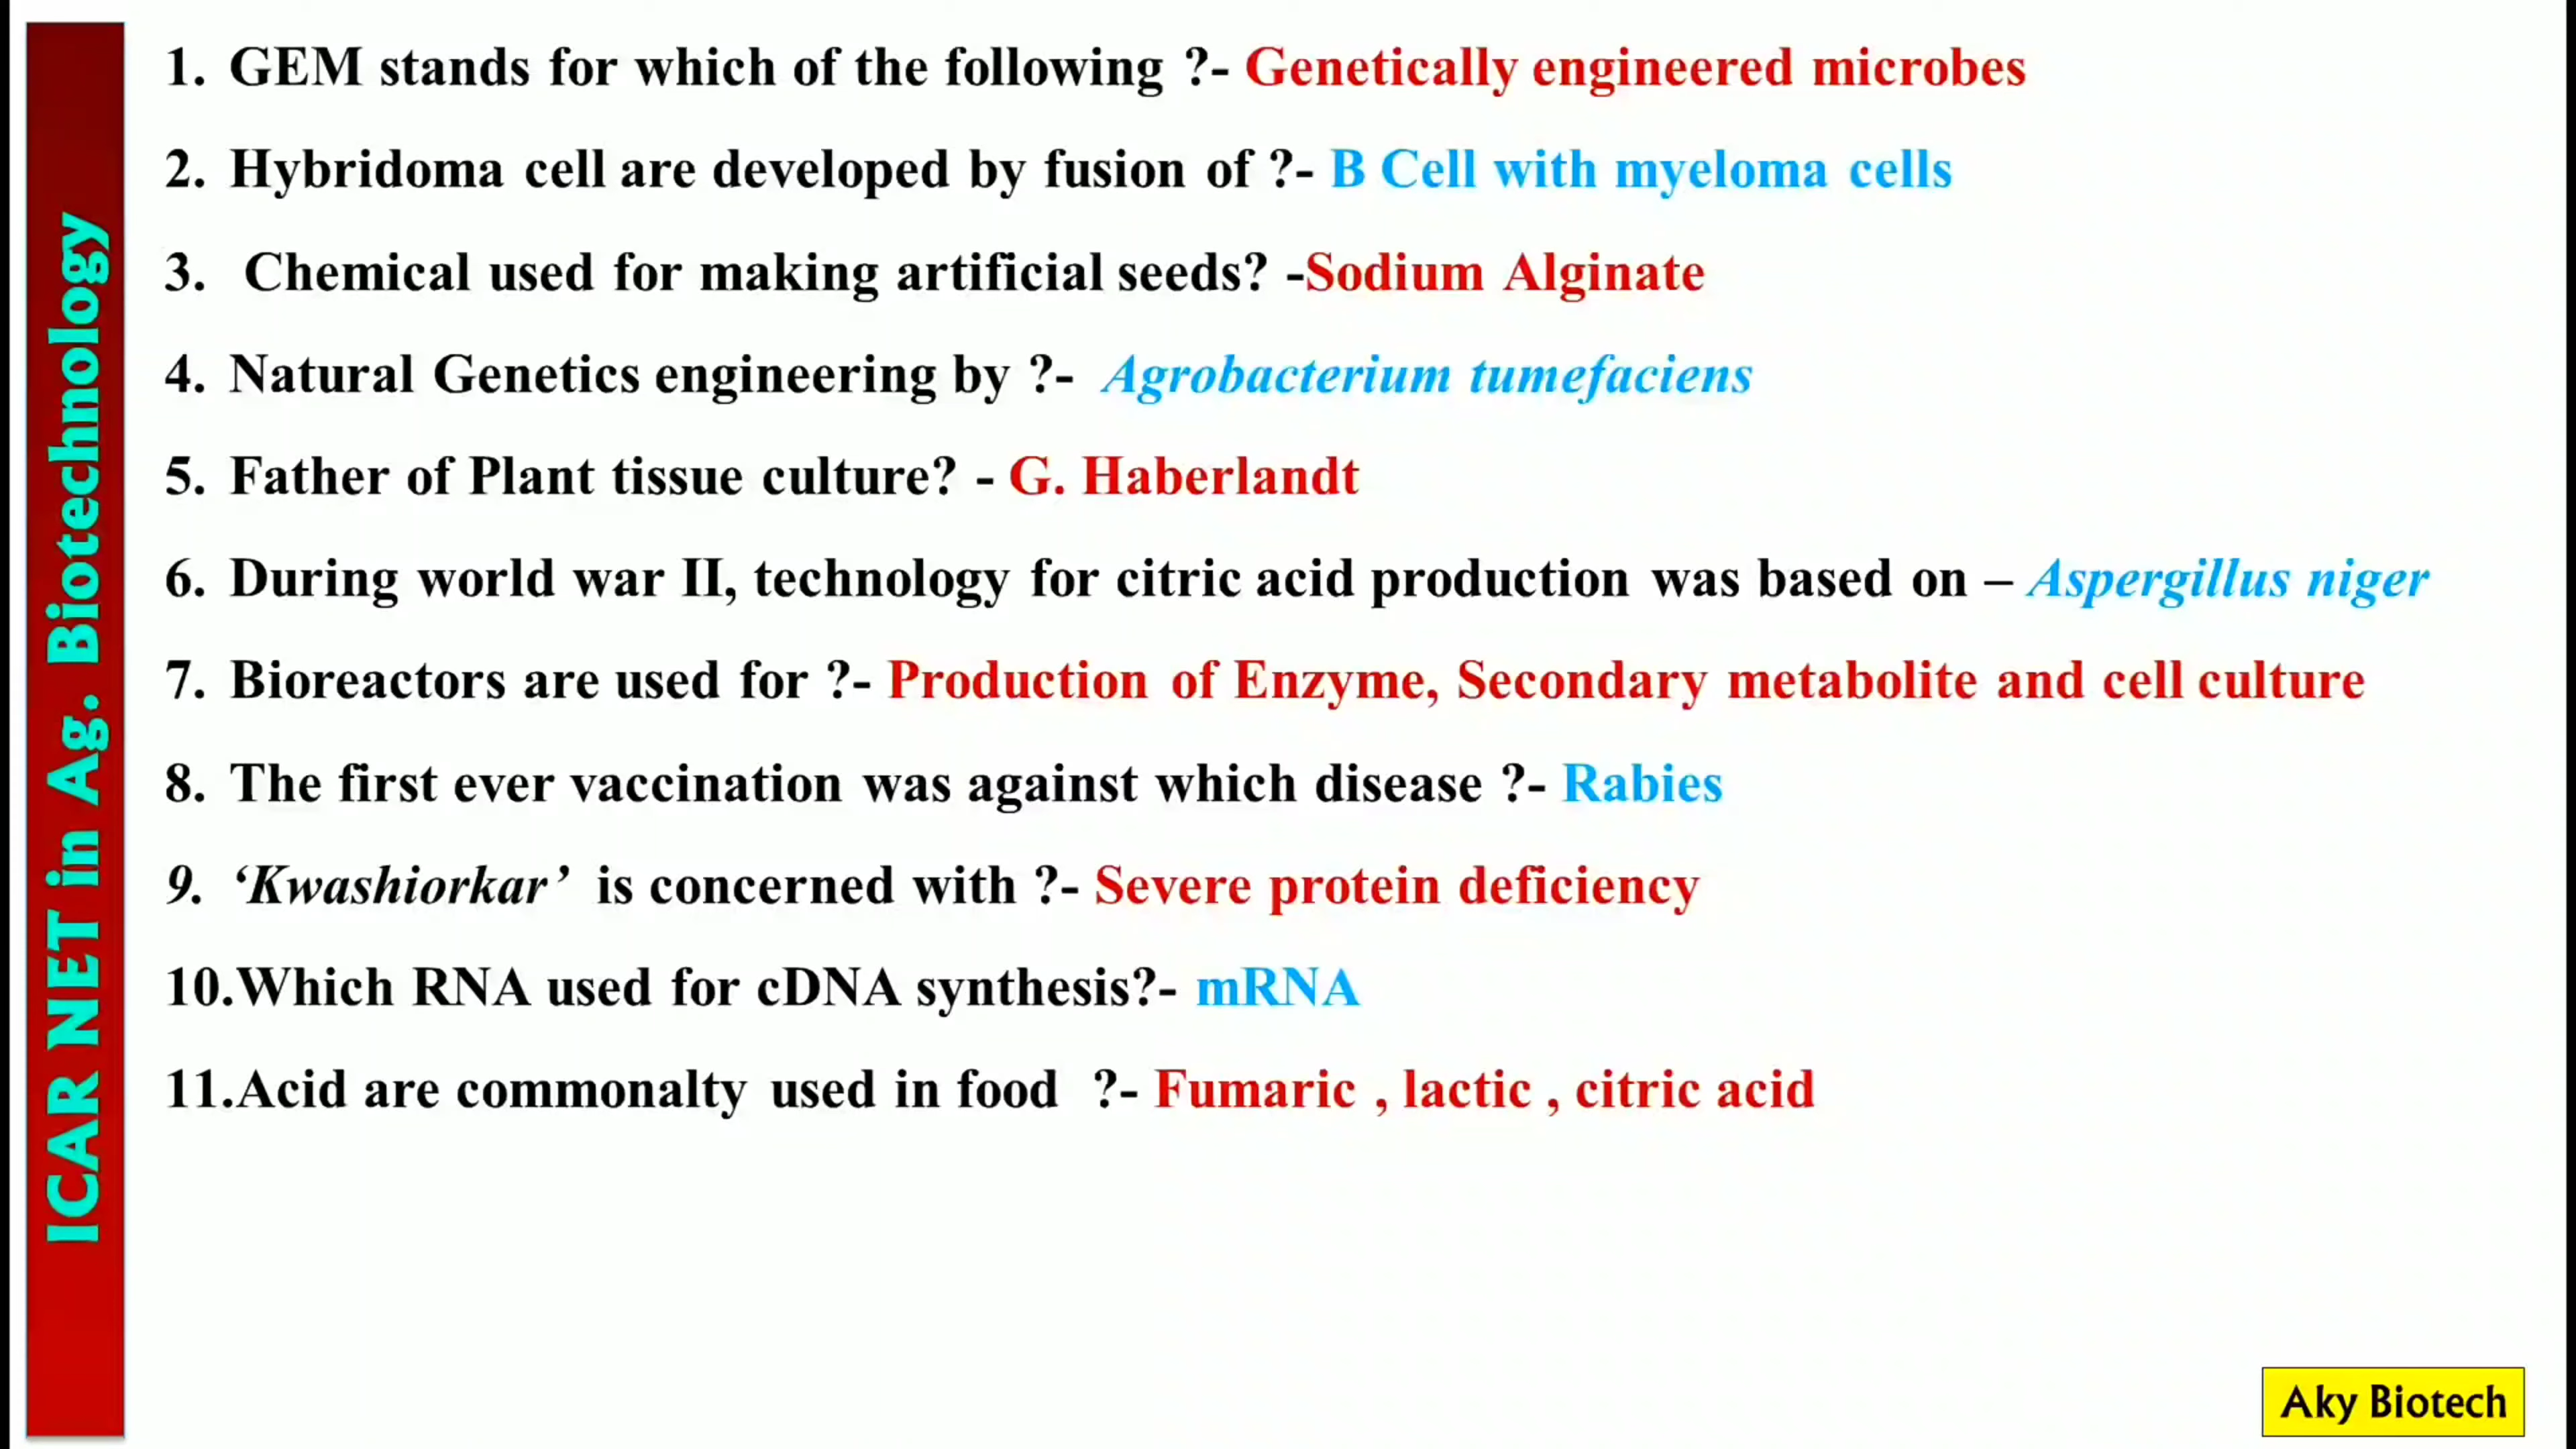 ICAR NET in Ag. Biotechnology
1. GEM stands for which of the following ?- Genetically engineered microbes
2. Hybridoma cell are developed by fusion of ?- B Cell with myeloma cells
3. Chemical used for making artificial seeds? -Sodium Alginate
4. Natural Genetics engineering by ?- Agrobacterium tumefaciens
5. Father of Plant tissue culture? - G. Haberlandt
6. During world war II, technology for citric acid production was based on – Aspergillus niger
7. Bioreactors are used for ?- Production of Enzyme, Secondary metabolite and cell culture
8. The first ever vaccination was against which disease ?- Rabies
9. ‘Kwashiorkar’ is concerned with ?- Severe protein deficiency
10.Which RNA used for cDNA synthesis?- mRNA
11.Acid are commonalty used in food ?- Fumaric , lactic , citric acid
Aky Biotech